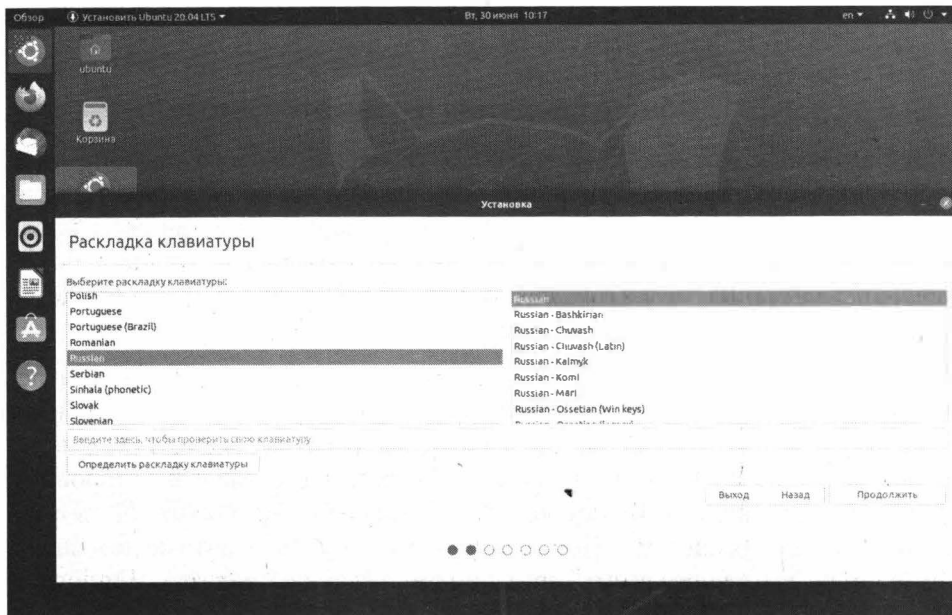 Обзор
Установить Ubuntu 20.04 LTS
Вт, 30 июня 10:17
en
ubuntu
Корзина
Установка
Раскладка клавиатуры
Выберите раскладку клавиатуры:
Polish
Portuguese
Portuguese (Brazil)
Romanian
Russian
Serbian
Sinhala (phonetic)
Slovak
Slovenian
Russian
Russian - Bashkirian
Russian - Chuvash
Russian - Chuvash (Latin)
Russian - Kalmyk
Russian - Komi
Russian - Mari
Russian - Ossetian (Win keys)
Введите здесь, чтобы проверить свою клавиатуру
Определить раскладку клавиатуры
Выход
Назад
Продолжить